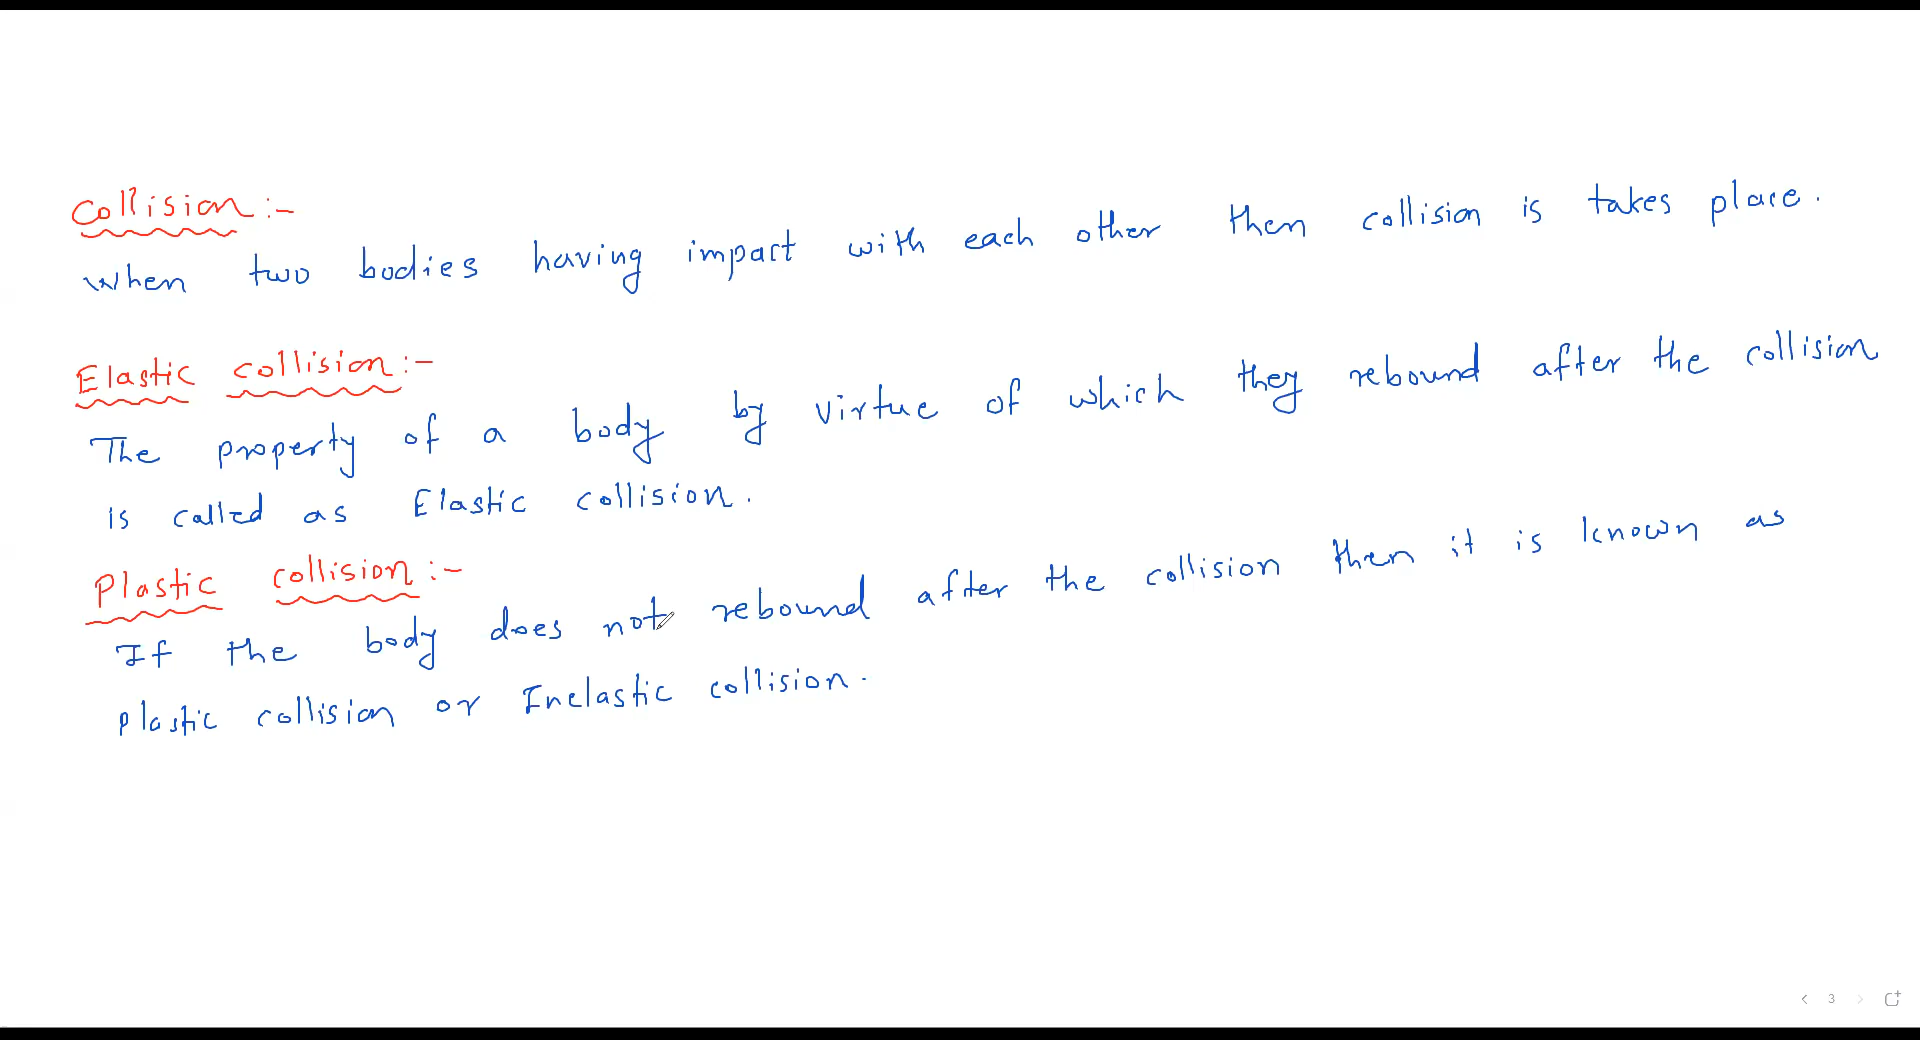 Collision :-
When two bodies having impact with each other then collision is takes place.
Elastic collision :-
The property of a body by virtue of which they rebound after the collision
is called as Elastic collision.
Plastic collision :-
If the body does not rebound after the collision then it is known as
plastic collision or Inelastic collision.
3